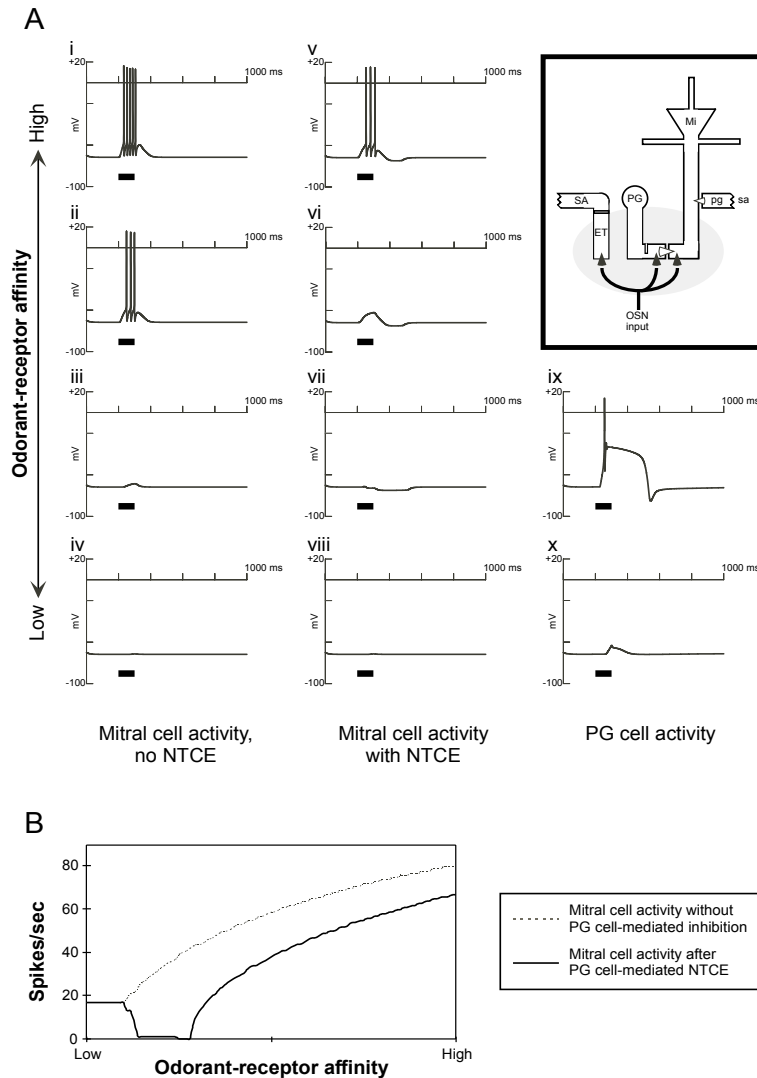 A
i
+20
1000 ms
mV
-100
v
+20
1000 ms
mV
-100
Mi
SA
PG
pg
sa
ET
OSN
input
High
Odorant-receptor affinity
Low
ii
+20
1000 ms
mV
-100
vi
+20
1000 ms
mV
-100
iii
+20
1000 ms
mV
-100
vii
+20
1000 ms
mV
-100
ix
+20
1000 ms
mV
-100
iv
+20
1000 ms
mV
-100
viii
+20
1000 ms
mV
-100
x
+20
1000 ms
mV
-100
Mitral cell activity,
no NTCE
Mitral cell activity
with NTCE
PG cell activity
B
80
60
40
20
0
Spikes/sec
Low
High
Odorant-receptor affinity
Mitral cell activity without
PG cell-mediated inhibition
Mitral cell activity after
PG cell-mediated NTCE